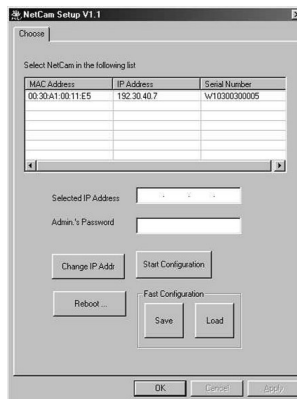 NetCam Setup V1.1
Choose
Select NetCam in the following list
MAC Address IP Address Serial Number
00:30:A1:00:11:E5 192.30.40.7 W10300300005
Selected IP Address
Admin.'s Password
Change IP Addr
Start Configuration
Reboot ...
Fast Configuration
Save Load
OK Cancel Apply